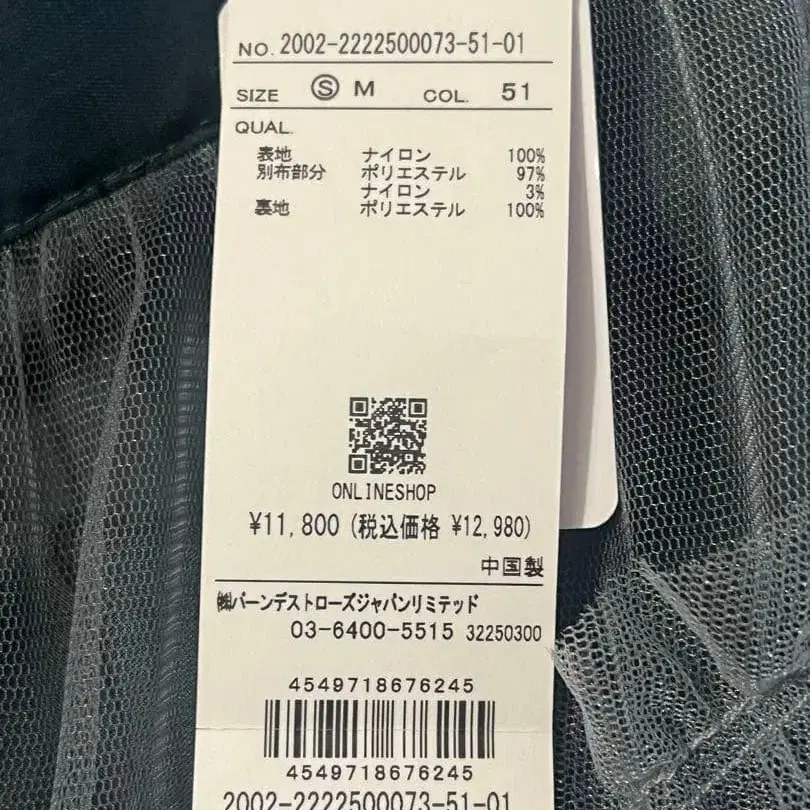 NO. 2002-2222500073-51-01
SIZE Ⓢ M COL. 51
QUAL.
表地 ナイロン 100%
別布部分 ポリエステル 97%
ナイロン 3%
裏地 ポリエステル 100%
ONLINESHOP
¥11,800 (税込価格 ¥12,980)
中国製
㈱バーンデストローズジャパンリミテッド
03-6400-5515 32250300
4549718676245
4549718676245
2002-2222500073-51-01